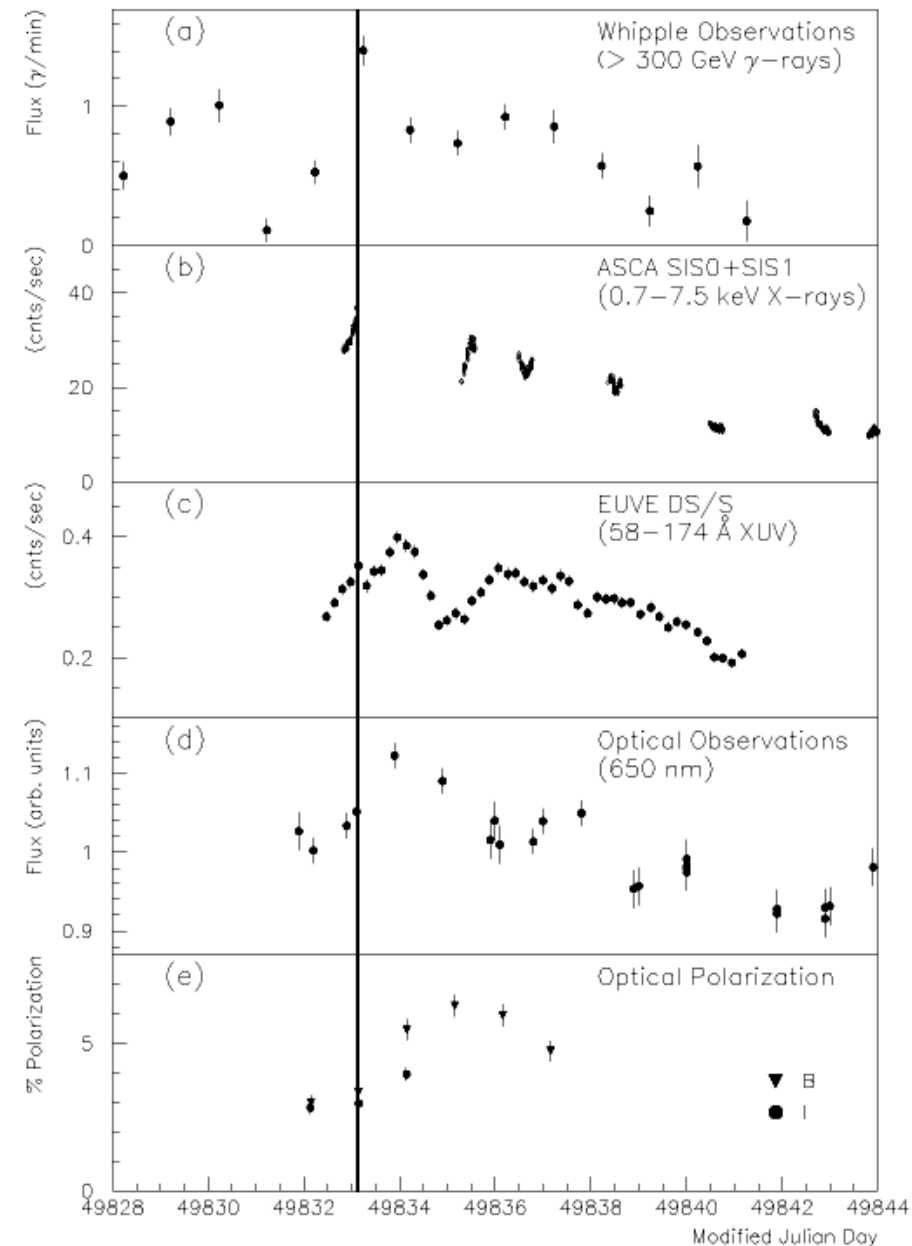 (a)
Whipple Observations
(> 300 GeV γ−rays)
Flux (γ/min)
1
0
(b)
ASCA SIS0+SIS1
(0.7−7.5 keV X−rays)
(cnts/sec)
40
20
0
(c)
EUVE DS/S
(58−174 Å XUV)
(cnts/sec)
0.4
0.2
(d)
Optical Observations
(650 nm)
Flux (arb. units)
1.1
1
0.9
(e)
Optical Polarization
% Polarization
5
B
I
0
49828 49830 49832 49834 49836 49838 49840 49842 49844
Modified Julian Day